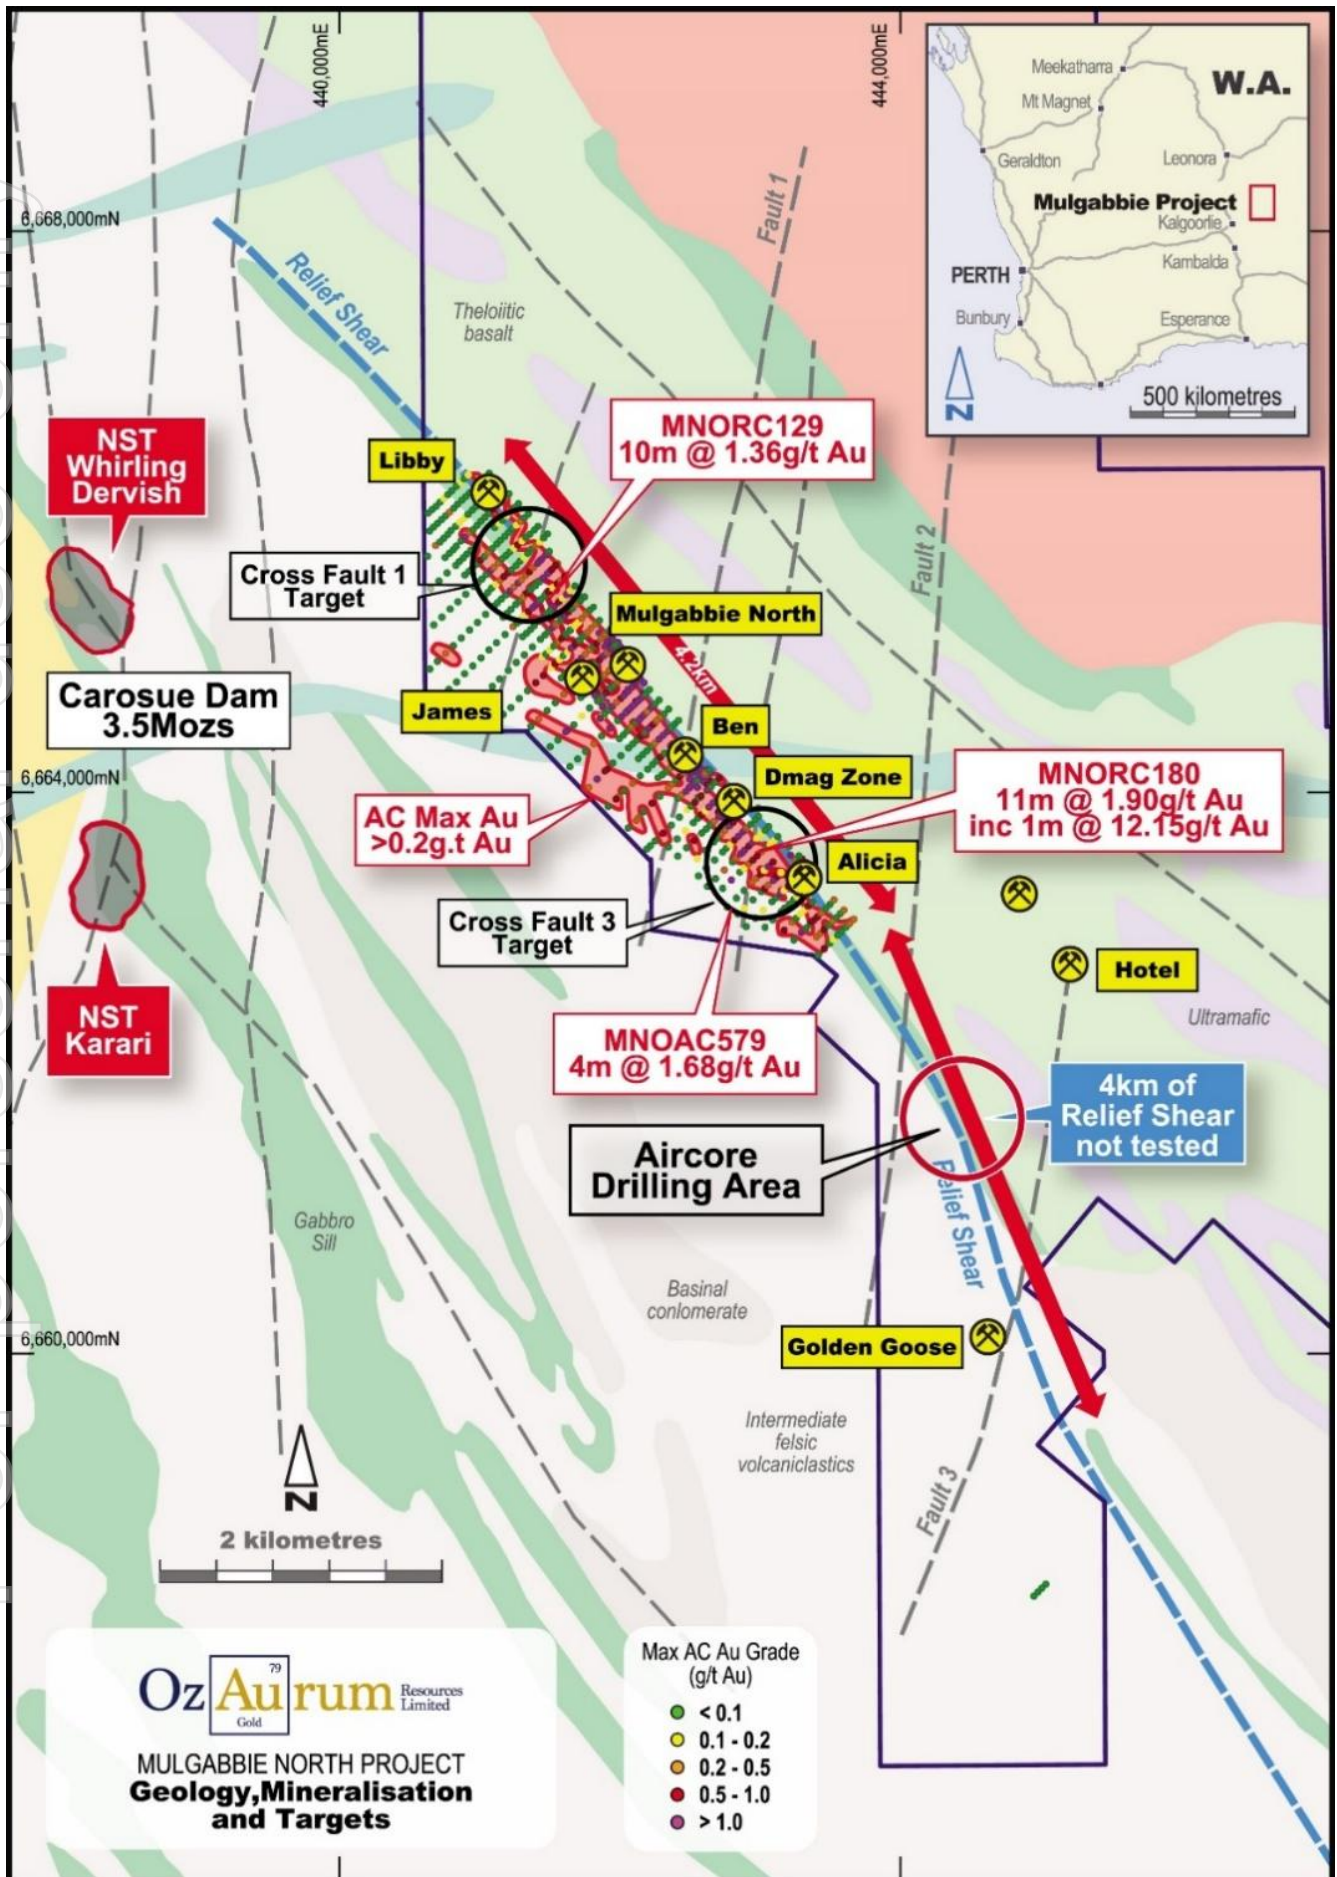 440,000mE
444,000mE
Meekatharra
W.A.
Mt Magnet
Geraldton
Leonora
Mulgabbie Project
Kalgoorlie
Kambalda
PERTH
Bunbury
Esperance
N
500 kilometres
6,668,000mN
Relief Shear
Theloiitic
basalt
Fault 1
NST
Whirling
Dervish
Libby
MNORC129
10m @ 1.36g/t Au
Fault 2
Cross Fault 1
Target
Mulgabbie North
4.2km
Carosue Dam
3.5Mozs
James
Ben
6,664,000mN
Dmag Zone
MNORC180
11m @ 1.90g/t Au
inc 1m @ 12.15g/t Au
AC Max Au
>0.2g.t Au
Alicia
Cross Fault 3
Target
Hotel
NST
Karari
Ultramafic
MNOAC579
4m @ 1.68g/t Au
4km of
Relief Shear
not tested
Aircore
Drilling Area
Relief Shear
Gabbro
Sill
Basinal
conlomerate
6,660,000mN
Golden Goose
Intermediate
felsic
volcaniclastics
Fault 3
N
2 kilometres
Oz Au rum Resources
Limited
79
Gold
MULGABBIE NORTH PROJECT
Geology,Mineralisation
and Targets
Max AC Au Grade
(g/t Au)
< 0.1
0.1 - 0.2
0.2 - 0.5
0.5 - 1.0
> 1.0